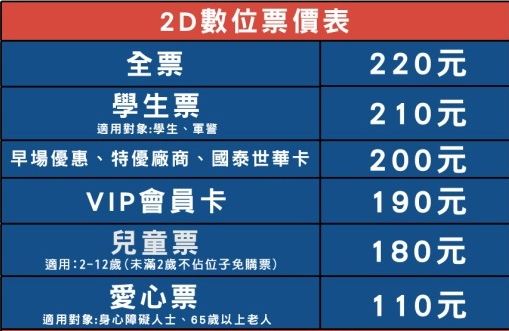 2D數位票價表
全票 220元
學生票 210元
適用對象:學生、軍警
早場優惠、特優廠商、國泰世華卡 200元
VIP會員卡 190元
兒童票 180元
適用:2-12歲(未滿2歲不佔位子免購票)
愛心票 110元
適用對象:身心障礙人士、65歲以上老人